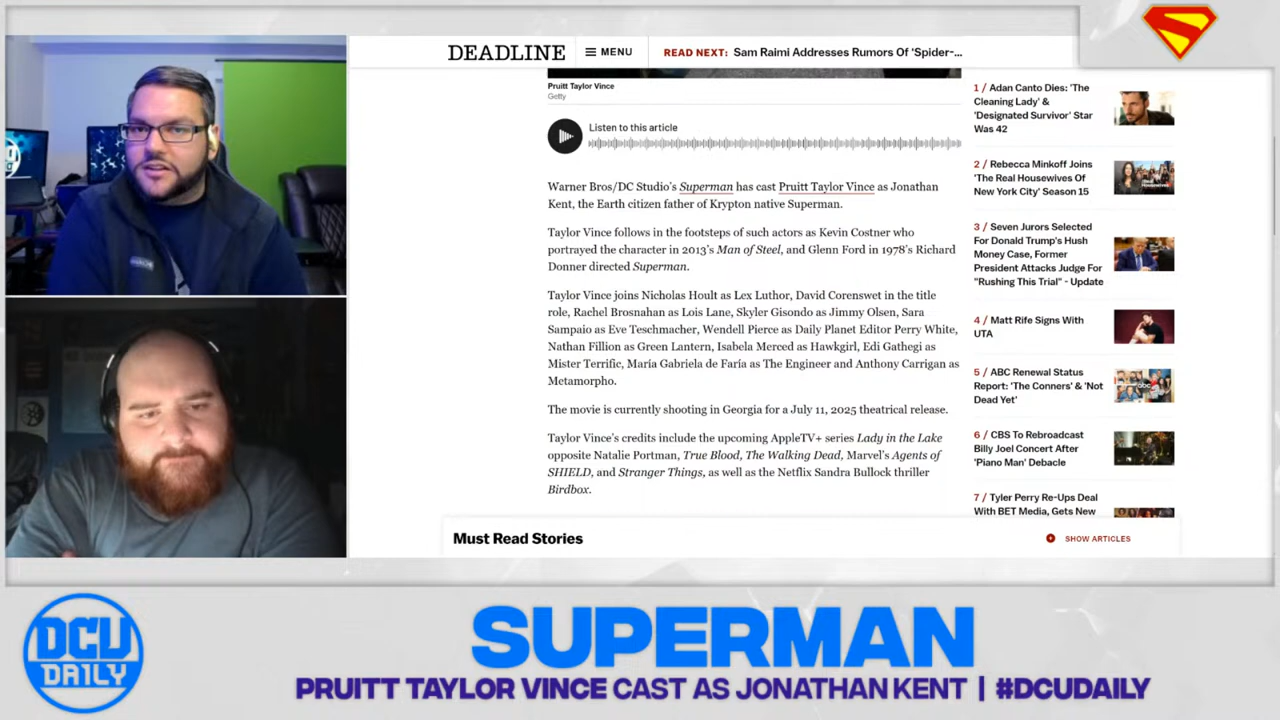 DEADLINE
MENU
READ NEXT: Sam Raimi Addresses Rumors Of 'Spider-...
Pruitt Taylor Vince
Getty
Listen to this article
Warner Bros/DC Studio's Superman has cast Pruitt Taylor Vince as Jonathan
Kent, the Earth citizen father of Krypton native Superman.
Taylor Vince follows in the footsteps of such actors as Kevin Costner who
portrayed the character in 2013's Man of Steel, and Glenn Ford in 1978's Richard
Donner directed Superman.
Taylor Vince joins Nicholas Hoult as Lex Luthor, David Corenswet in the title
role, Rachel Brosnahan as Lois Lane, Skyler Gisondo as Jimmy Olsen, Sara
Sampaio as Eve Teschmacher, Wendell Pierce as Daily Planet Editor Perry White,
Nathan Fillion as Green Lantern, Isabela Merced as Hawkgirl, Edi Gathegi as
Mister Terrific, María Gabriela de Faría as The Engineer and Anthony Carrigan as
Metamorpho.
The movie is currently shooting in Georgia for a July 11, 2025 theatrical release.
Taylor Vince's credits include the upcoming AppleTV+ series Lady in the Lake
opposite Natalie Portman, True Blood, The Walking Dead, Marvel's Agents of
SHIELD, and Stranger Things, as well as the Netflix Sandra Bullock thriller
Birdbox.
1 / Adan Canto Dies: 'The
Cleaning Lady' &
'Designated Survivor' Star
Was 42
2 / Rebecca Minkoff Joins
'The Real Housewives Of
New York City' Season 15
3 / Seven Jurors Selected
For Donald Trump's Hush
Money Case, Former
President Attacks Judge For
"Rushing This Trial" - Update
4 / Matt Rife Signs With
UTA
5 / ABC Renewal Status
Report: 'The Conners' & 'Not
Dead Yet'
6 / CBS To Rebroadcast
Billy Joel Concert After
'Piano Man' Debacle
7 / Tyler Perry Re-Ups Deal
With BET Media, Gets New
Must Read Stories
SHOW ARTICLES
DCU
DAILY
SUPERMAN
PRUITT TAYLOR VINCE CAST AS JONATHAN KENT | #DCUDAILY